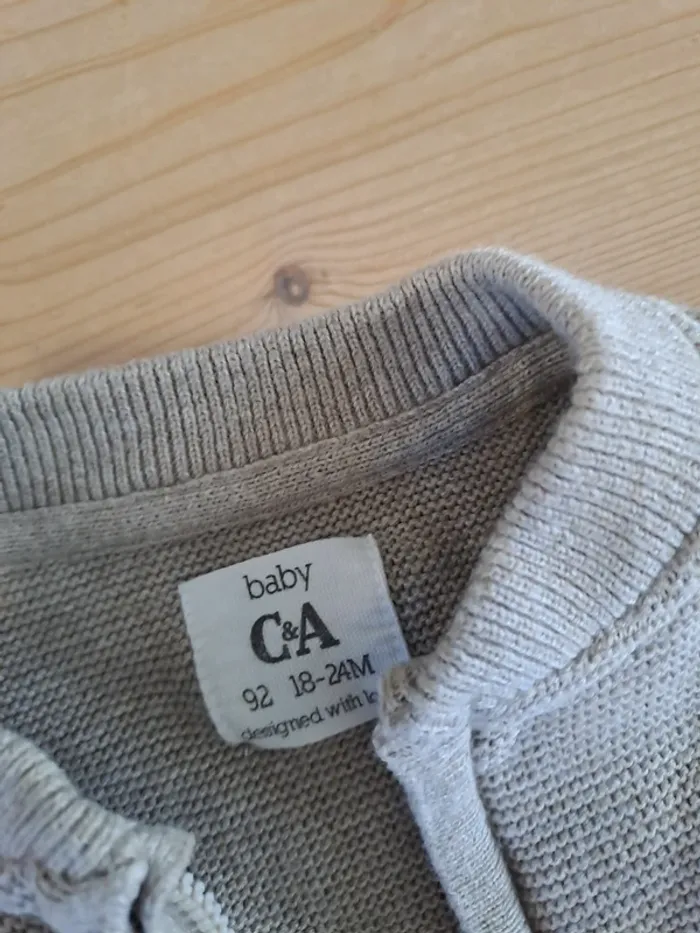 baby
C&A
92 18-24M
designed with